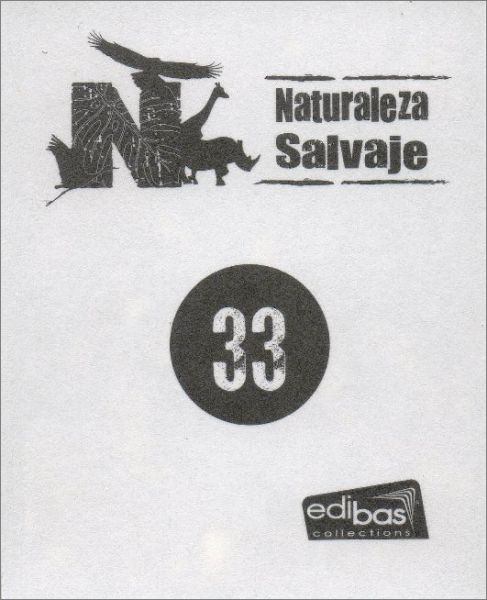 N
Naturaleza
Salvaje
33
edibas
collections